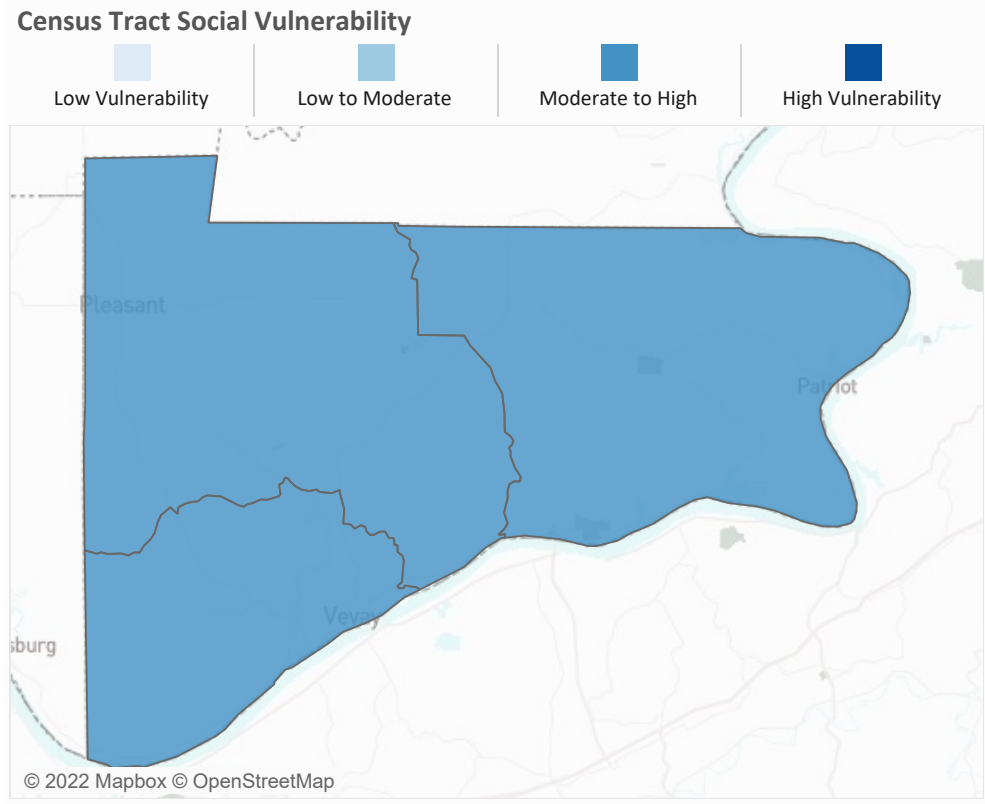 Census Tract Social Vulnerability
Low Vulnerability
Low to Moderate
Moderate to High
High Vulnerability
Pleasant
Patriot
Vevay
sburg
© 2022 Mapbox © OpenStreetMap